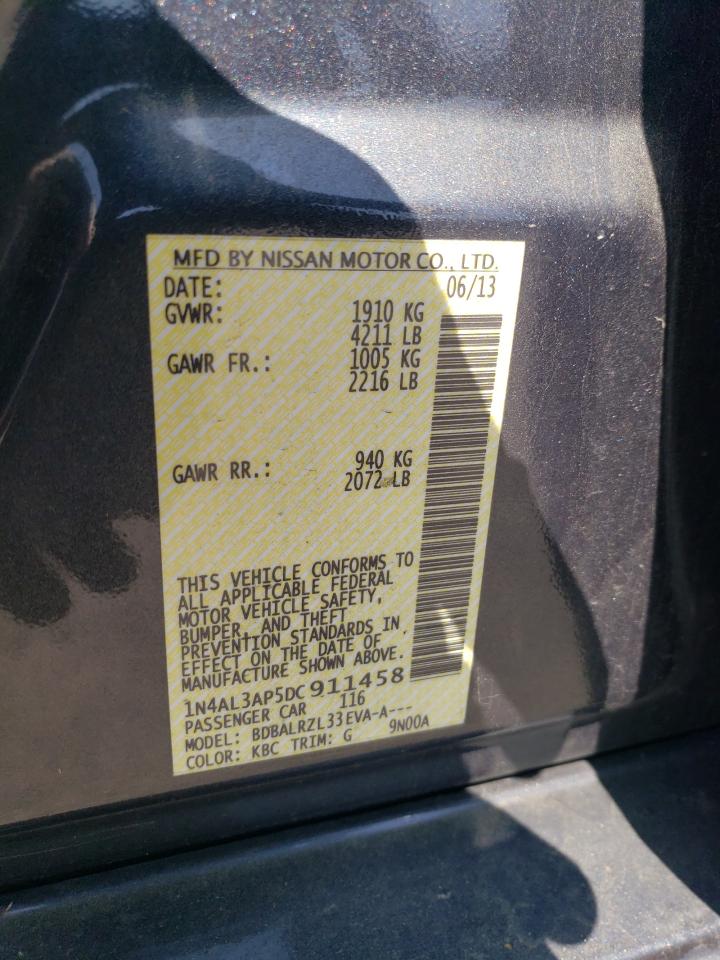 MFD BY NISSAN MOTOR CO., LTD.
DATE: 06/13
GVWR: 1910 KG
4211 LB
GAWR FR.: 1005 KG
2216 LB
GAWR RR.: 940 KG
2072 LB
THIS VEHICLE CONFORMS TO
ALL APPLICABLE FEDERAL
MOTOR VEHICLE SAFETY,
BUMPER, AND THEFT
PREVENTION STANDARDS IN
EFFECT ON THE DATE OF
MANUFACTURE SHOWN ABOVE.
1N4AL3AP5DC911458
PASSENGER CAR 116
MODEL: BDBALRZL33EVA-A---
COLOR: KBC TRIM: G 9N00A